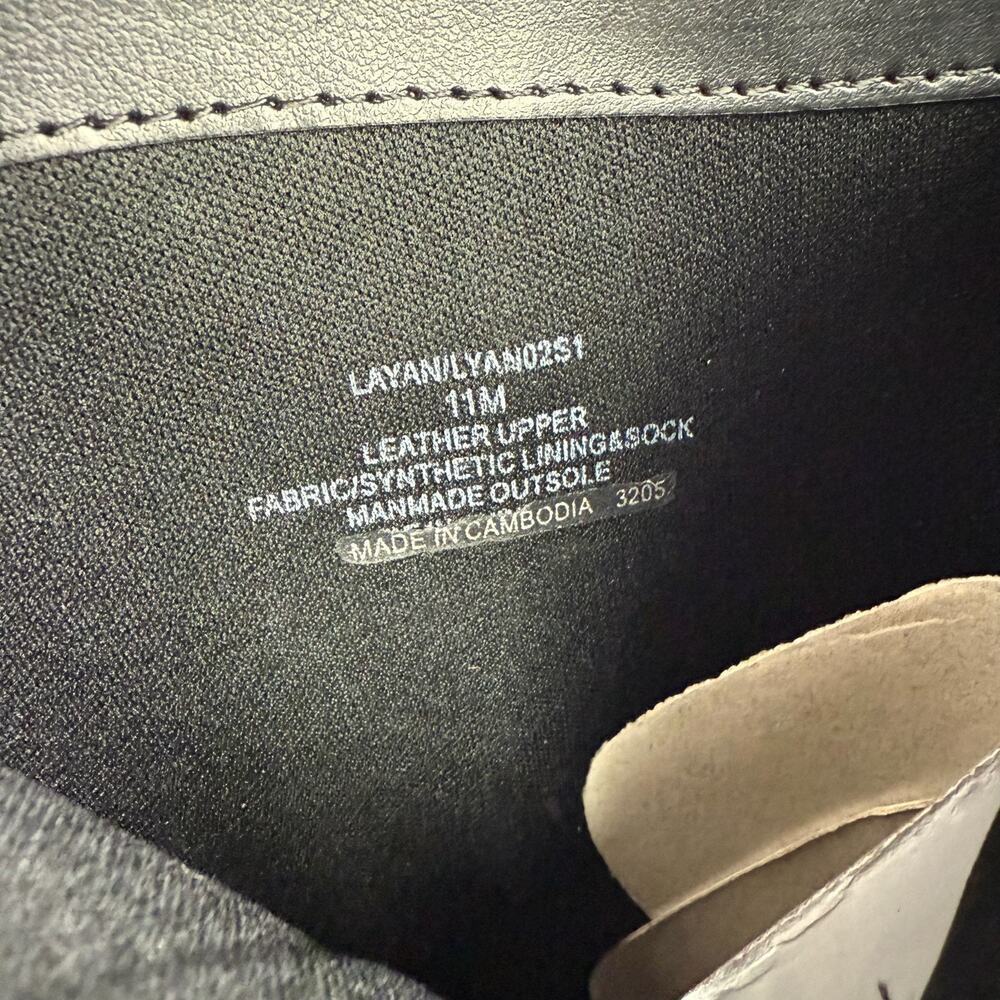 LAYAN/LYAN02S1
11M
LEATHER UPPER
FABRIC/SYNTHETIC LINING&SOCK
MANMADE OUTSOLE
MADE IN CAMBODIA 3205